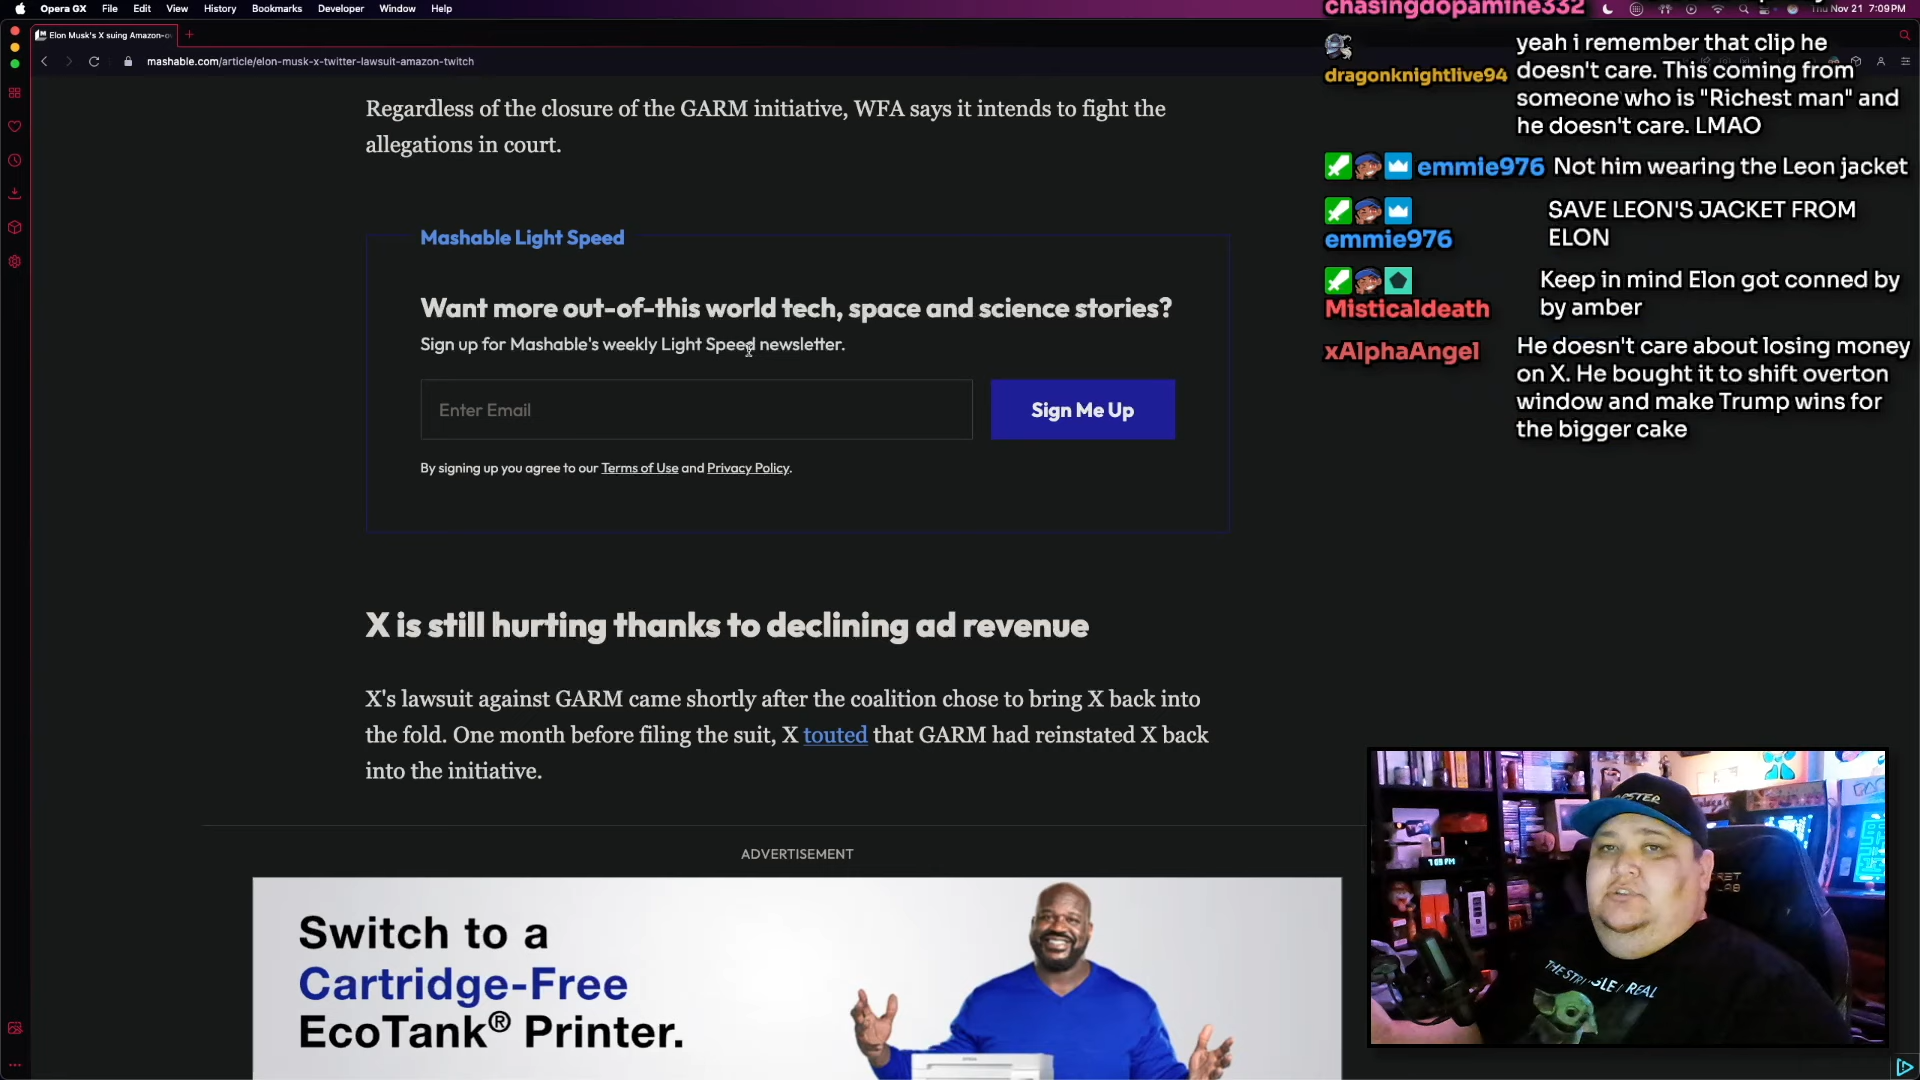 Opera GX File Edit View History Bookmarks Developer Window Help
Thu Nov 21 7:09PM
Elon Musk's X suing Amazon-o
mashable.com/article/elon-musk-x-twitter-lawsuit-amazon-twitch
Regardless of the closure of the GARM initiative, WFA says it intends to fight the
allegations in court.
Mashable Light Speed
Want more out-of-this world tech, space and science stories?
Sign up for Mashable's weekly Light Speed newsletter.
Enter Email
Sign Me Up
By signing up you agree to our Terms of Use and Privacy Policy.
X is still hurting thanks to declining ad revenue
X's lawsuit against GARM came shortly after the coalition chose to bring X back into
the fold. One month before filing the suit, X touted that GARM had reinstated X back
into the initiative.
ADVERTISEMENT
Switch to a
Cartridge-Free
EcoTank® Printer.
chasingdopamine332
dragonknightlive94 yeah i remember that clip he
doesn't care. This coming from
someone who is "Richest man" and
he doesn't care. LMAO
emmie976 Not him wearing the Leon jacket
emmie976 SAVE LEON'S JACKET FROM
ELON
Misticaldeath Keep in mind Elon got conned by
by amber
xAlphaAngel He doesn't care about losing money
on X. He bought it to shift overton
window and make Trump wins for
the bigger cake
THE STRUGGLE IS REAL